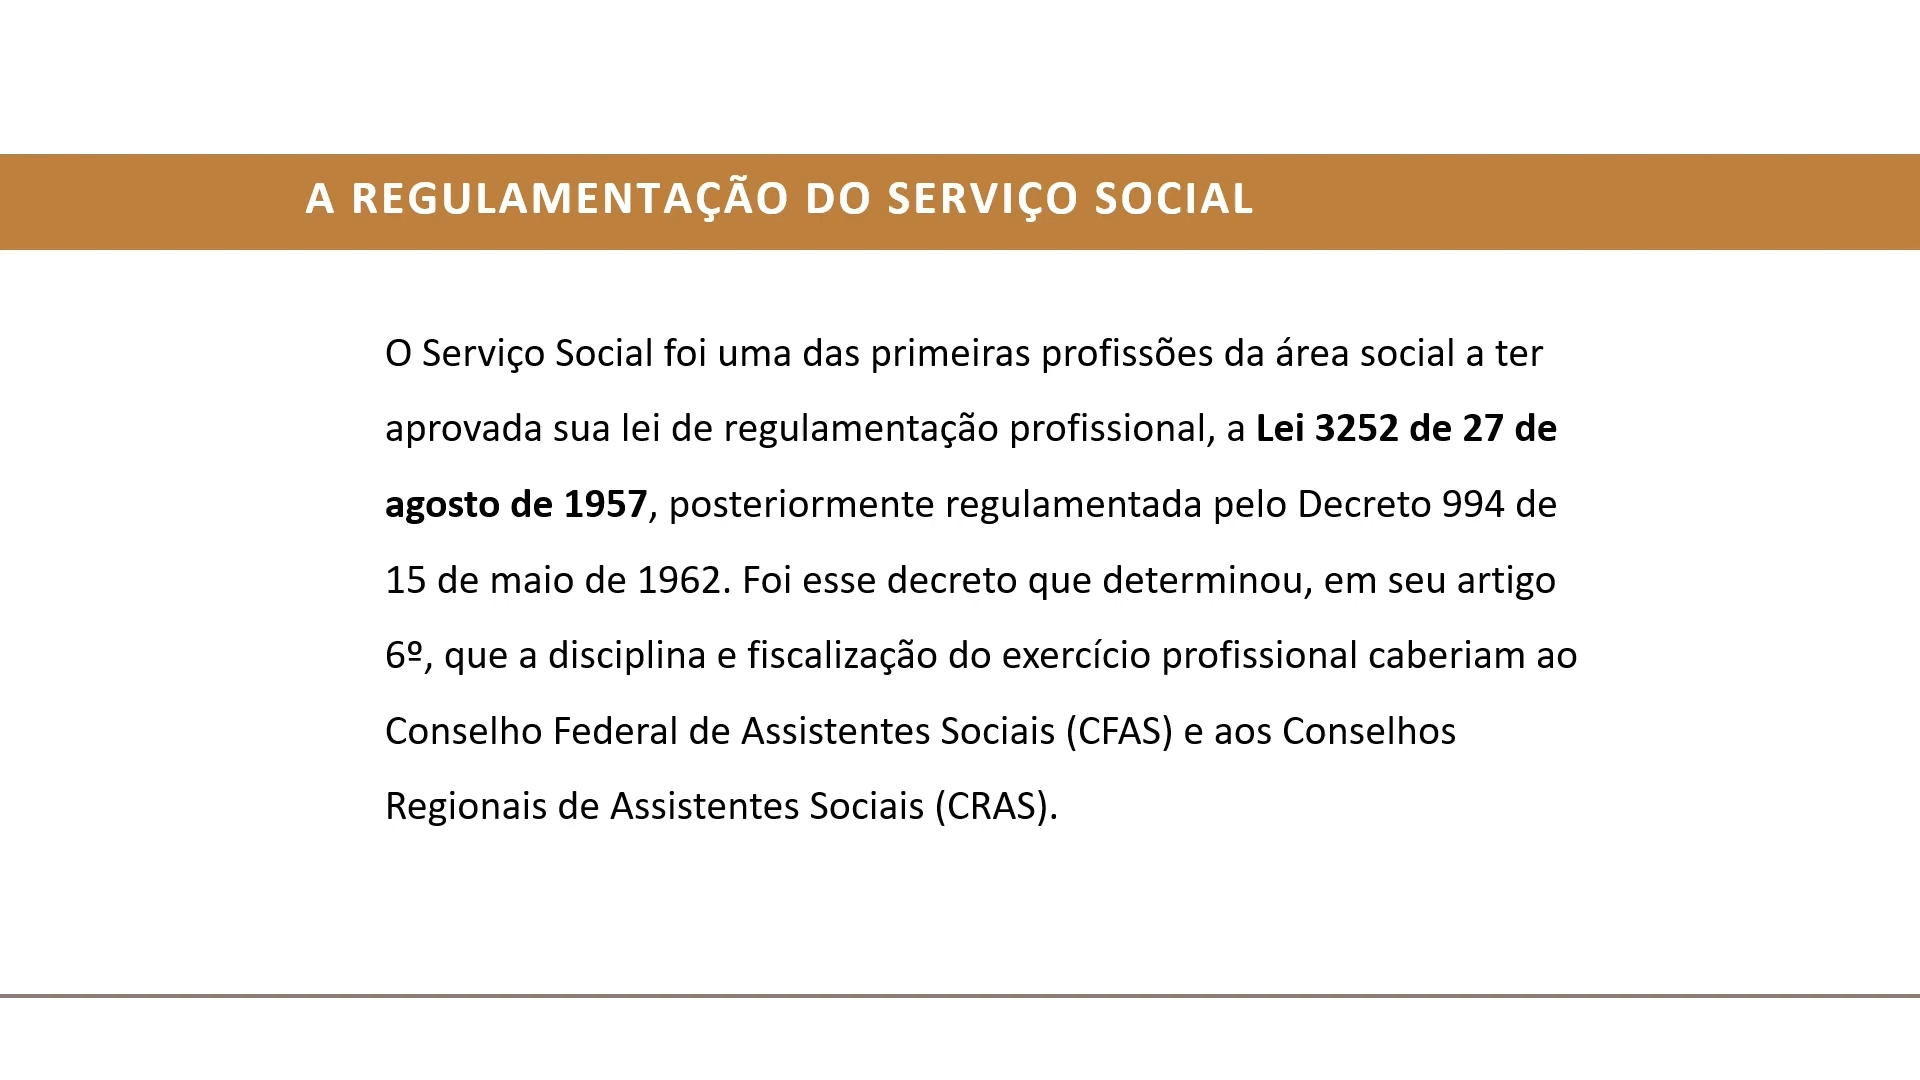 A REGULAMENTAÇÃO DO SERVIÇO SOCIAL
O Serviço Social foi uma das primeiras profissões da área social a ter
aprovada sua lei de regulamentação profissional, a Lei 3252 de 27 de
agosto de 1957, posteriormente regulamentada pelo Decreto 994 de
15 de maio de 1962. Foi esse decreto que determinou, em seu artigo
6º, que a disciplina e fiscalização do exercício profissional caberiam ao
Conselho Federal de Assistentes Sociais (CFAS) e aos Conselhos
Regionais de Assistentes Sociais (CRAS).